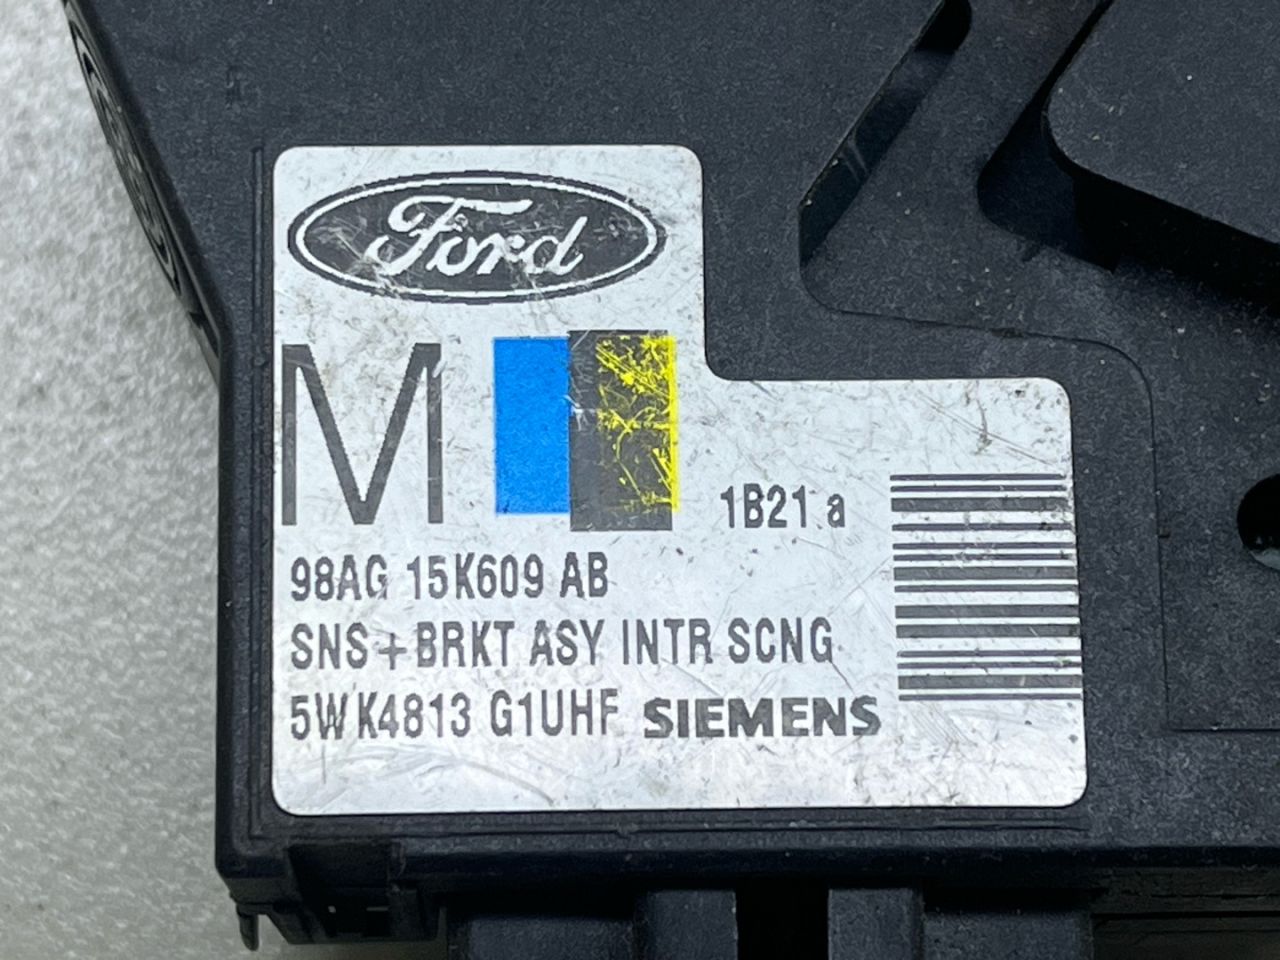 Ford
M
1B21 a
98AG 15K609 AB
SNS+BRKT ASY INTR SCNG
5WK4813 G1UHF SIEMENS